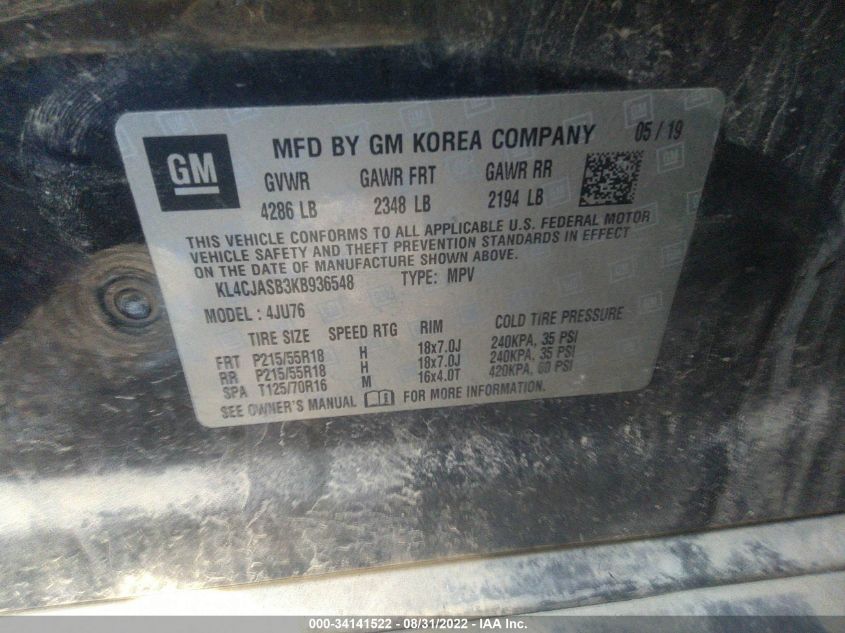 GM
MFD BY GM KOREA COMPANY 05 / 19
GVWR GAWR FRT GAWR RR
4286 LB 2348 LB 2194 LB
THIS VEHICLE CONFORMS TO ALL APPLICABLE U.S. FEDERAL MOTOR
VEHICLE SAFETY AND THEFT PREVENTION STANDARDS IN EFFECT
ON THE DATE OF MANUFACTURE SHOWN ABOVE.
KL4CJASB3KB936548 TYPE: MPV
MODEL: 4JU76
TIRE SIZE SPEED RTG RIM COLD TIRE PRESSURE
FRT P215/55R18 H 18x7.0J 240KPA, 35 PSI
RR P215/55R18 H 18x7.0J 240KPA, 35 PSI
SPA T125/70R16 M 16x4.0T 420KPA, 60 PSI
SEE OWNER'S MANUAL FOR MORE INFORMATION.
000-34141522 - 08/31/2022 - IAA Inc.